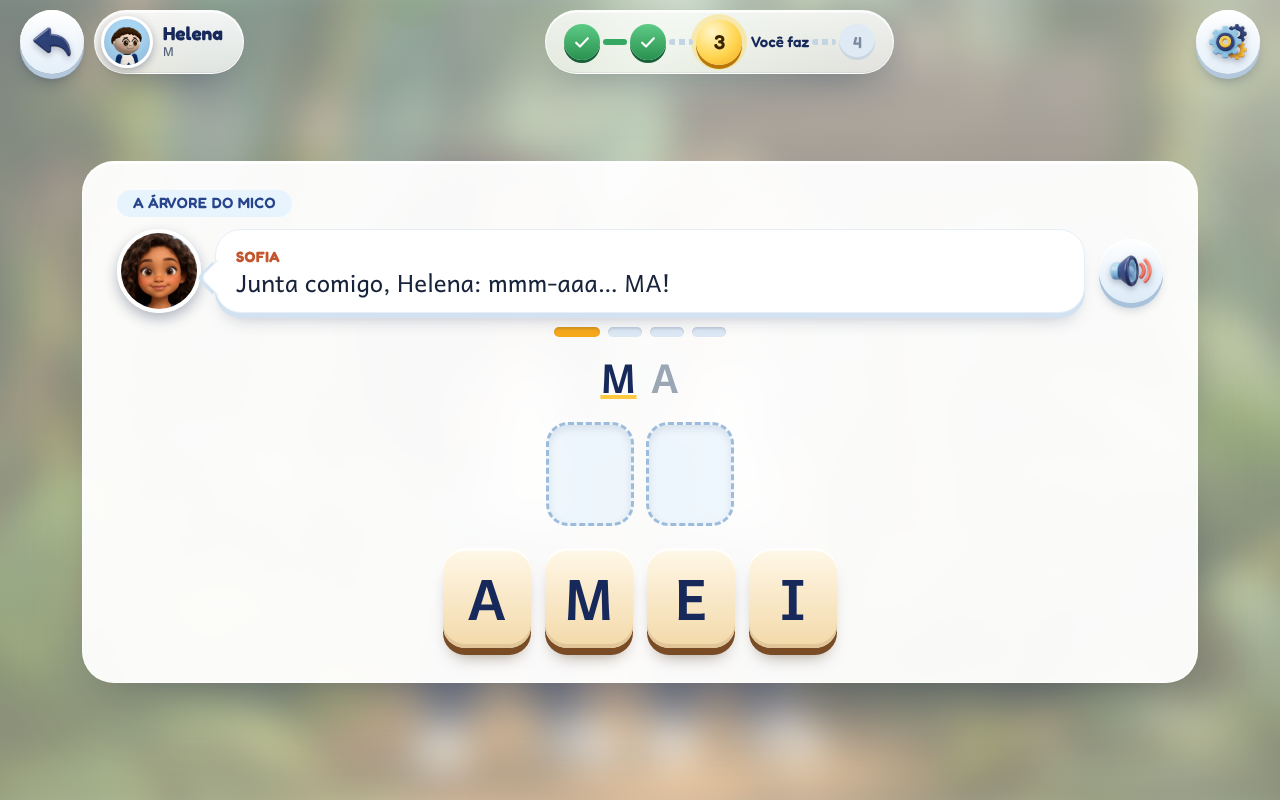 Helena
M
3
Você faz
4
A ÁRVORE DO MICO
SOFIA
Junta comigo, Helena: mmm-aaa... MA!
M A
A M E I